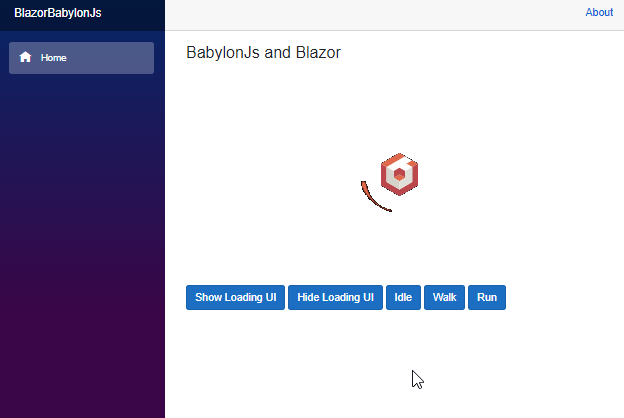 BlazorBabylonJs
About
Home
BabylonJs and Blazor
Show Loading UI Hide Loading UI Idle Walk Run